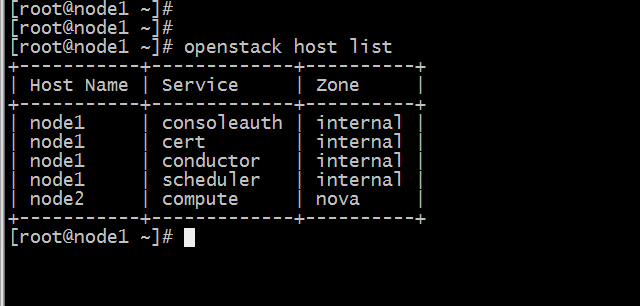 [root@node1 ~]#
[root@node1 ~]#
[root@node1 ~]# openstack host list
+-----------+-------------+----------+
| Host Name | Service     | Zone     |
+-----------+-------------+----------+
| node1     | consoleauth | internal |
| node1     | cert        | internal |
| node1     | conductor   | internal |
| node1     | scheduler   | internal |
| node2     | compute     | nova     |
+-----------+-------------+----------+
[root@node1 ~]#